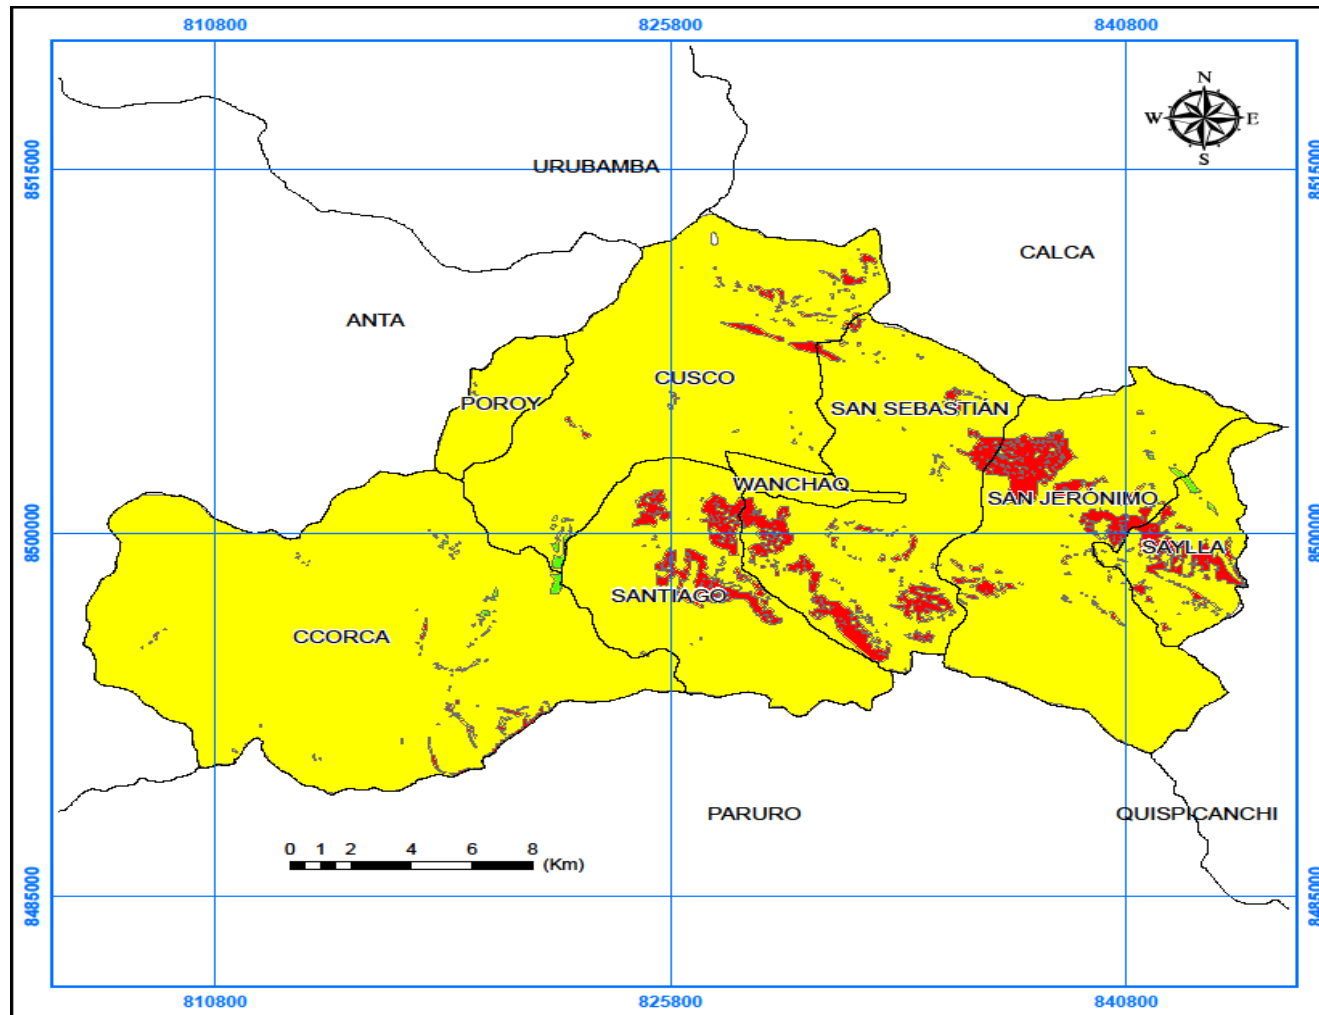 810800 825800 840800
N
W E
S
8515000 8515000
URUBAMBA
CALCA
ANTA
CUSCO
POROY
SAN SEBASTIÁN
WANCHAQ
SAN JERÓNIMO
8500000 8500000
SAYLLA
SANTIAGO
CCORCA
PARURO
QUISPICANCHI
0 1 2 4 6 8
(Km)
8485000 8485000
810800 825800 840800